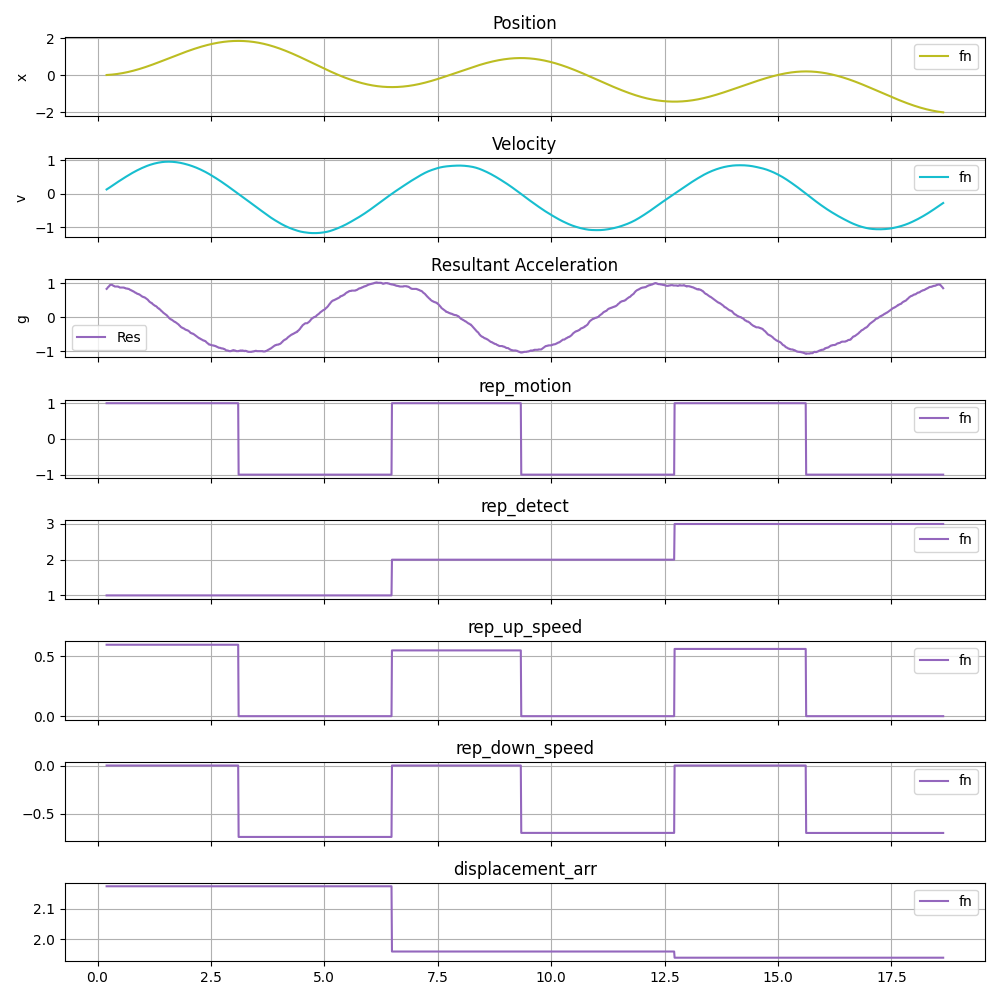 Position
2
0
−2
x
fn
Velocity
1
0
−1
v
fn
Resultant Acceleration
1
0
−1
g
Res
rep_motion
1
0
−1
fn
rep_detect
3
2
1
fn
rep_up_speed
0.5
0.0
fn
rep_down_speed
0.0
−0.5
fn
displacement_arr
2.1
2.0
fn
0.0 2.5 5.0 7.5 10.0 12.5 15.0 17.5